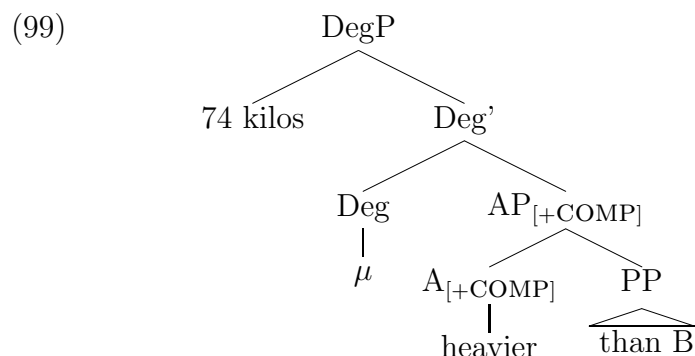 (99) DegP
74 kilos Deg’
Deg AP[+COMP]
μ A[+COMP] PP
heavier than B